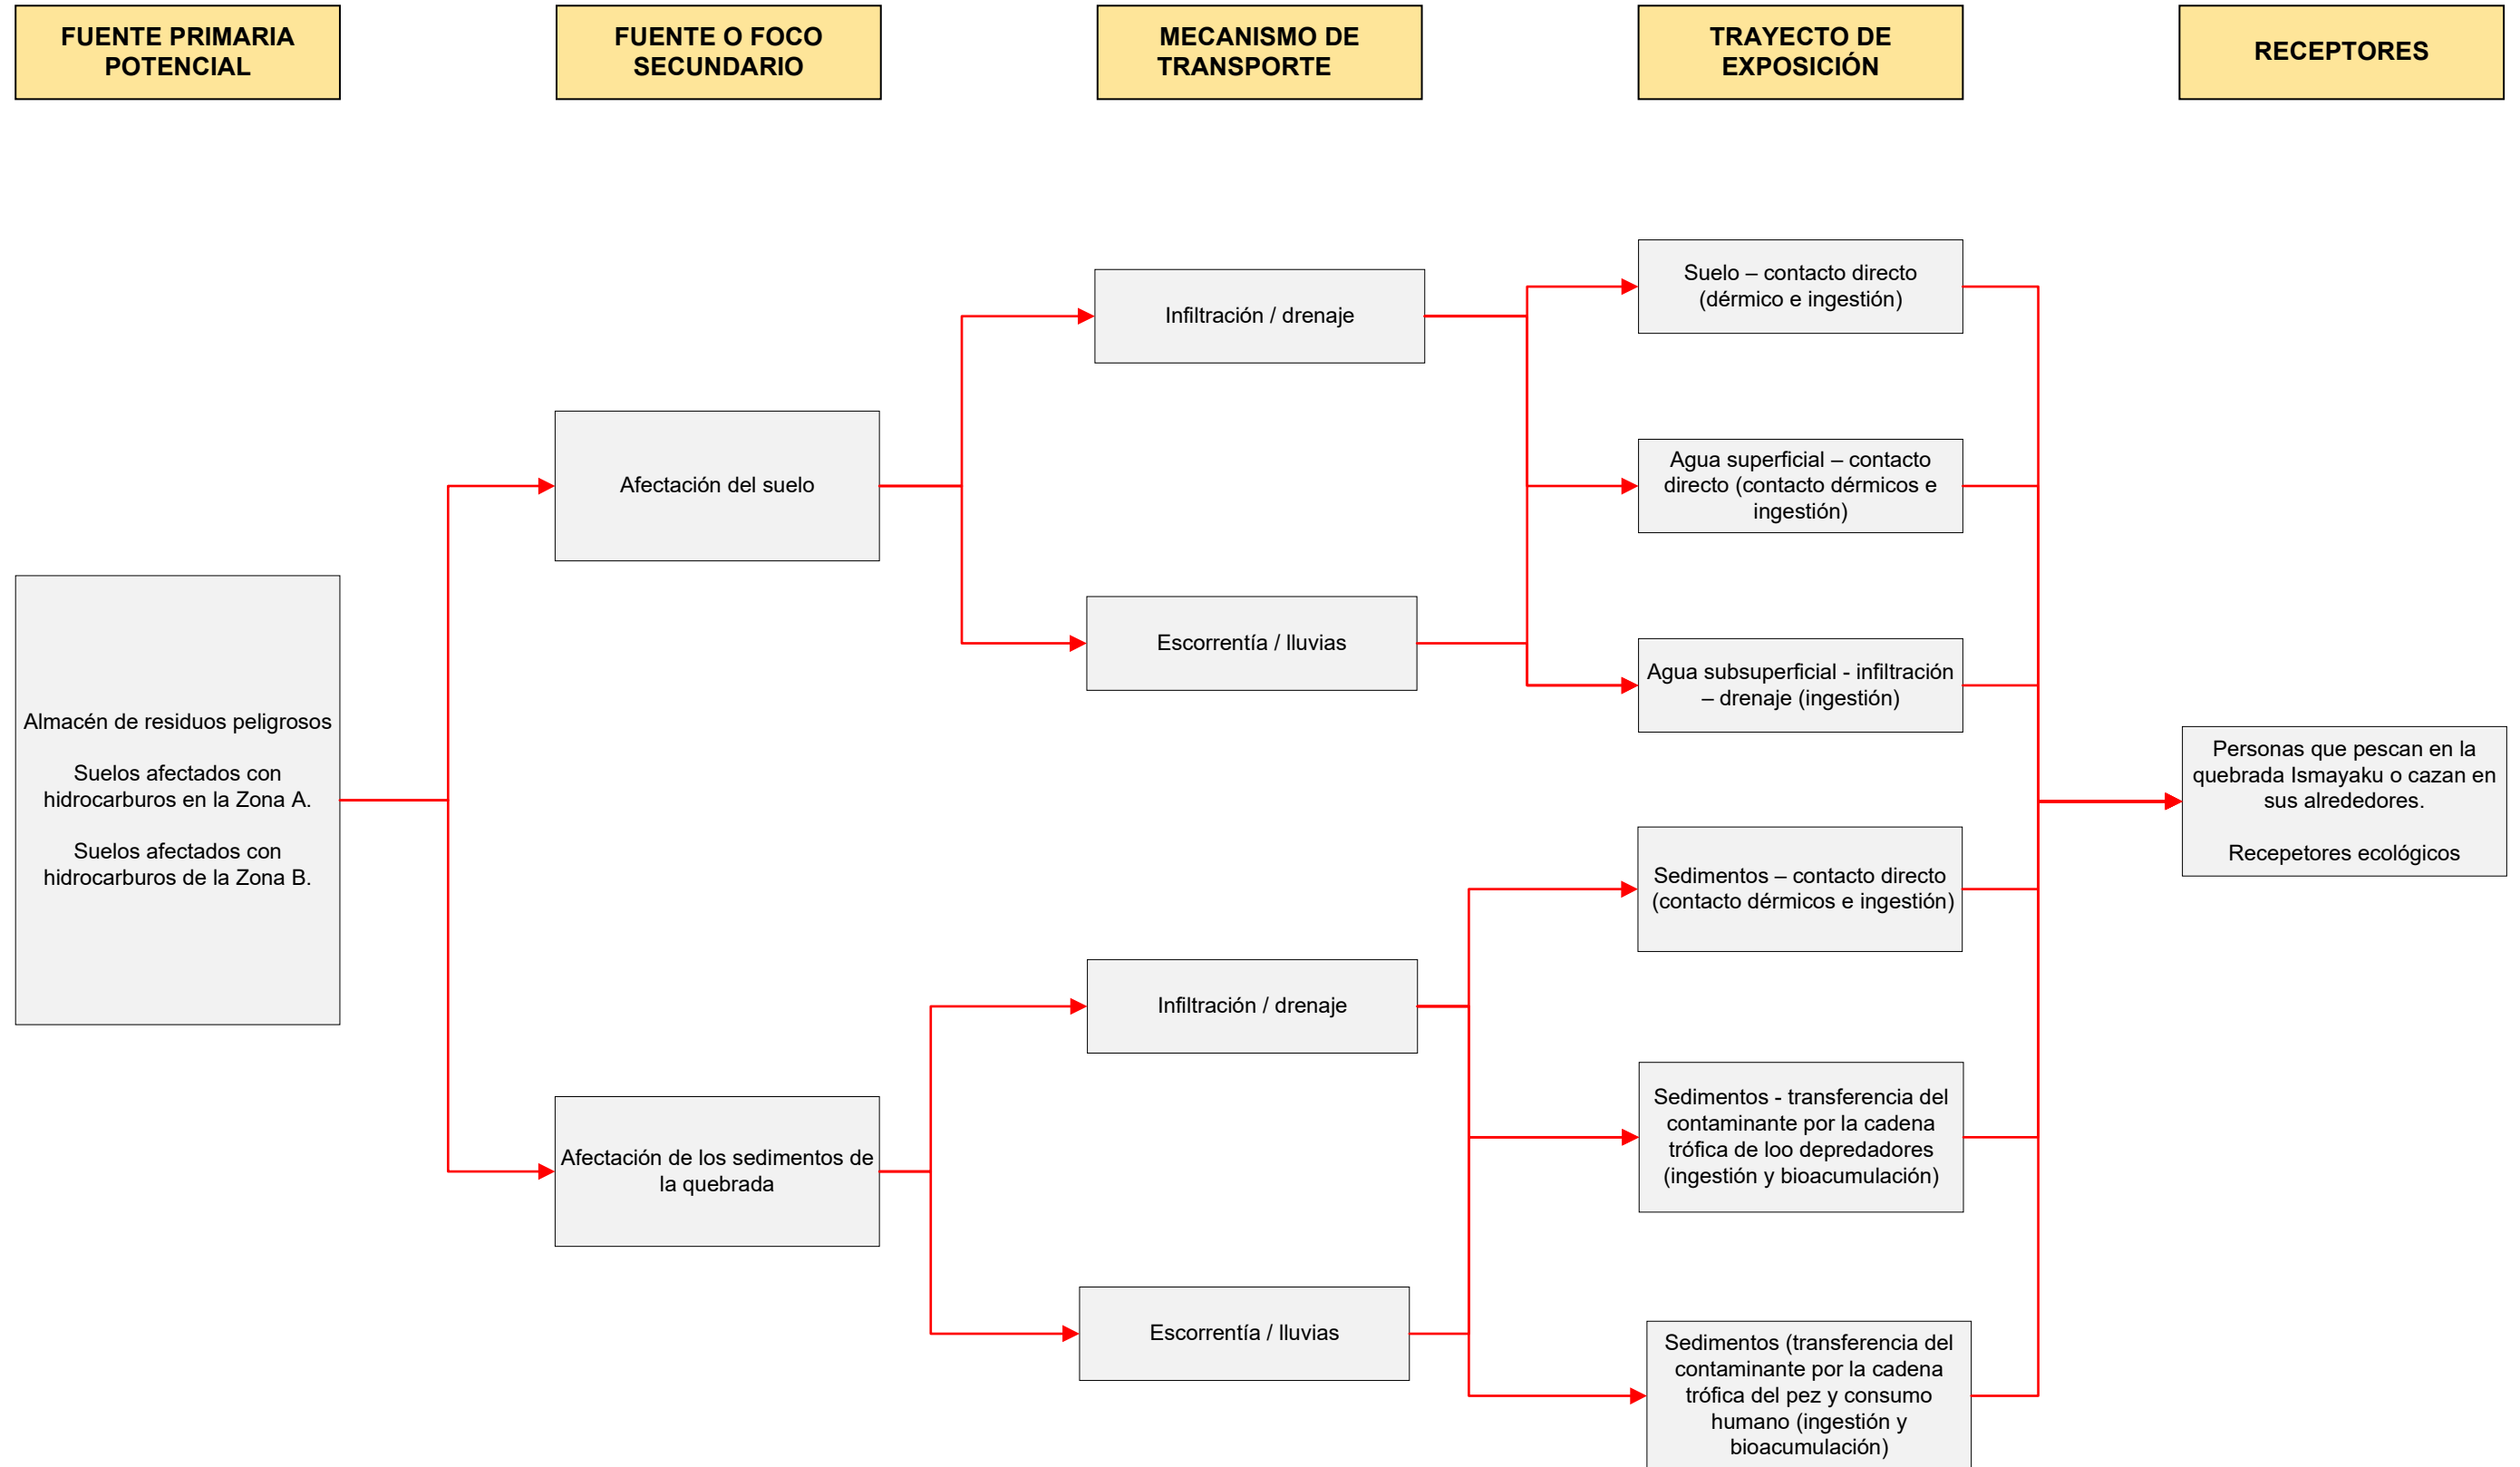 FUENTE PRIMARIA
POTENCIAL
FUENTE O FOCO
SECUNDARIO
MECANISMO DE
TRANSPORTE
TRAYECTO DE
EXPOSICIÓN
RECEPTORES
Almacén de residuos peligrosos
Suelos afectados con
hidrocarburos en la Zona A.
Suelos afectados con
hidrocarburos de la Zona B.
Afectación del suelo
Afectación de los sedimentos de
la quebrada
Infiltración / drenaje
Escorrentía / lluvias
Infiltración / drenaje
Escorrentía / lluvias
Suelo – contacto directo
(dérmico e ingestión)
Agua superficial – contacto
directo (contacto dérmicos e
ingestión)
Agua subsuperficial - infiltración
– drenaje (ingestión)
Sedimentos – contacto directo
(contacto dérmicos e ingestión)
Sedimentos - transferencia del
contaminante por la cadena
trófica de loo depredadores
(ingestión y bioacumulación)
Sedimentos (transferencia del
contaminante por la cadena
trófica del pez y consumo
humano (ingestión y
bioacumulación)
Personas que pescan en la
quebrada Ismayaku o cazan en
sus alrededores.
Recepetores ecológicos